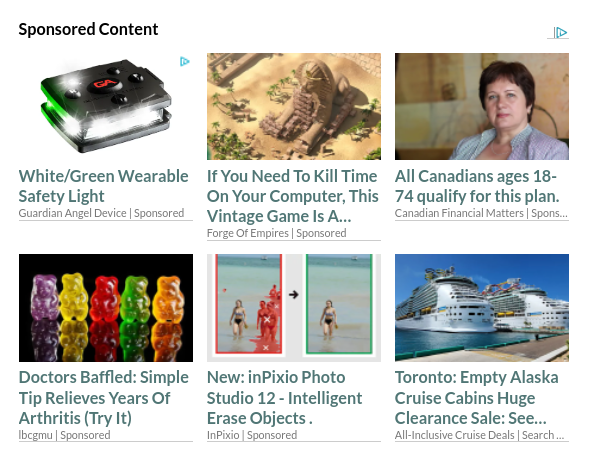 Sponsored Content
GA
White/Green Wearable
Safety Light
Guardian Angel Device | Sponsored
If You Need To Kill Time
On Your Computer, This
Vintage Game Is A...
Forge Of Empires | Sponsored
All Canadians ages 18-
74 qualify for this plan.
Canadian Financial Matters | Spons...
Doctors Baffled: Simple
Tip Relieves Years Of
Arthritis (Try It)
lbcgmu | Sponsored
New: inPixio Photo
Studio 12 - Intelligent
Erase Objects .
InPixio | Sponsored
Toronto: Empty Alaska
Cruise Cabins Huge
Clearance Sale: See...
All-Inclusive Cruise Deals | Search ...